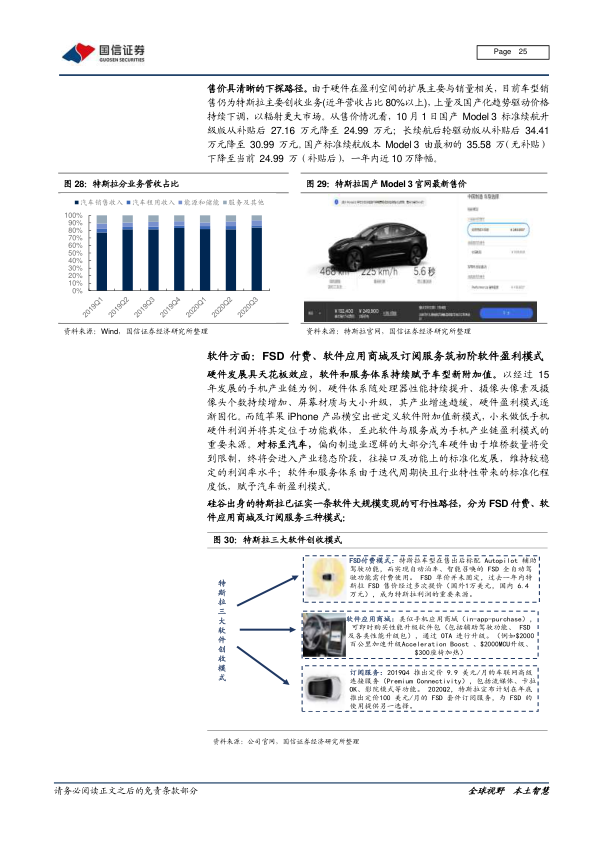 国信证券
GUOSEN SECURITIES
Page 25
售价具清晰的下探路径。由于硬件在盈利空间的扩展主要与销量相关，目前车型销
售仍为特斯拉主要创收业务(近年营收占比 80%以上)，上量及国产化趋势驱动价格
持续下调，以辐射更大市场。从售价情况看，10 月 1 日国产 Model 3 标准续航升
级版从补贴后 27.16 万元降至 24.99 万元；长续航后轮驱动版从补贴后 34.41
万元降至 30.99 万元。国产标准续航版本 Model 3 由最初的 35.58 万(无补贴)
下降至当前 24.99 万（补贴后），一年内近 10 万降幅。
图 28：特斯拉分业务营收占比
汽车销售收入 汽车租用收入 能源和储能 服务及其他
100%
90%
80%
70%
60%
50%
40%
30%
20%
10%
0%
2019Q1 2019Q2 2019Q3 2019Q4 2020Q1 2020Q2 2020Q3
资料来源：Wind，国信证券经济研究所整理
图 29：特斯拉国产 Model 3 官网最新售价
468 km 225 km/h 5.6 秒
资料来源：特斯拉官网，国信证券经济研究所整理
软件方面：FSD 付费、软件应用商城及订阅服务筑初阶软件盈利模式
硬件发展具天花板效应，软件和服务体系持续赋予车型新附加值。以经过 15
年发展的手机产业链为例，硬件体系随处理器性能持续提升、摄像头像素及摄
像头个数持续增加、屏幕材质与大小升级，其产业增速趋缓，硬件盈利模式逐
渐固化。而随苹果 iPhone 产品横空出世定义软件附加值新模式，小米做低手机
硬件利润并将其定位于功能载体，至此软件与服务成为手机产业链盈利模式的
重要来源。对标至汽车，偏向制造业逻辑的大部分汽车硬件由于堆桥数量将受
到限制，终将会进入产业稳态阶段，往接口及功能上的标准化发展，维持较稳
定的利润率水平；软件和服务体系由于迭代周期快且行业特性带来的标准化程
度低，赋予汽车新盈利模式。
硅谷出身的特斯拉已证实一条软件大规模变现的可行性路径，分为 FSD 付费、软
件应用商城及订阅服务三种模式：
图 30：特斯拉三大软件创收模式
特斯拉三大软件创收模式
FSD付费模式：特斯拉车型在售出后标配 Autopilot 辅助
驾驶功能，而实现自动泊车、智能召唤的 FSD 全自动驾
驶功能需付费使用。 FSD 单价并未固定，过去一年内特
斯拉 FSD 售价经过多次提价（国外1万美元，国内 6.4
万元），成为特斯拉利润的重要来源。
软件应用商城：类似手机应用商城（in-app-purchase），
可即时购买性能升级软件包（包括辅助驾驶功能、 FSD
及各类性能升级包），通过 OTA 进行升级。（例如$2000
百公里加速升级Acceleration Boost 、$2000MCU升级、
$300座椅加热）
订阅服务：2019Q4 推出定价 9.9 美元/月的车联网高级
连接服务（Premium Connectivity），包括流媒体、卡拉
OK、影院模式等功能。 2020Q2，特斯拉宣布计划在年底
推出定价100 美元/月的 FSD 套件订阅服务，为 FSD 的
使用提供另一选择。
资料来源：公司官网，国信证券经济研究所整理
请务必阅读正文之后的免责条款部分
全球视野 本土智慧